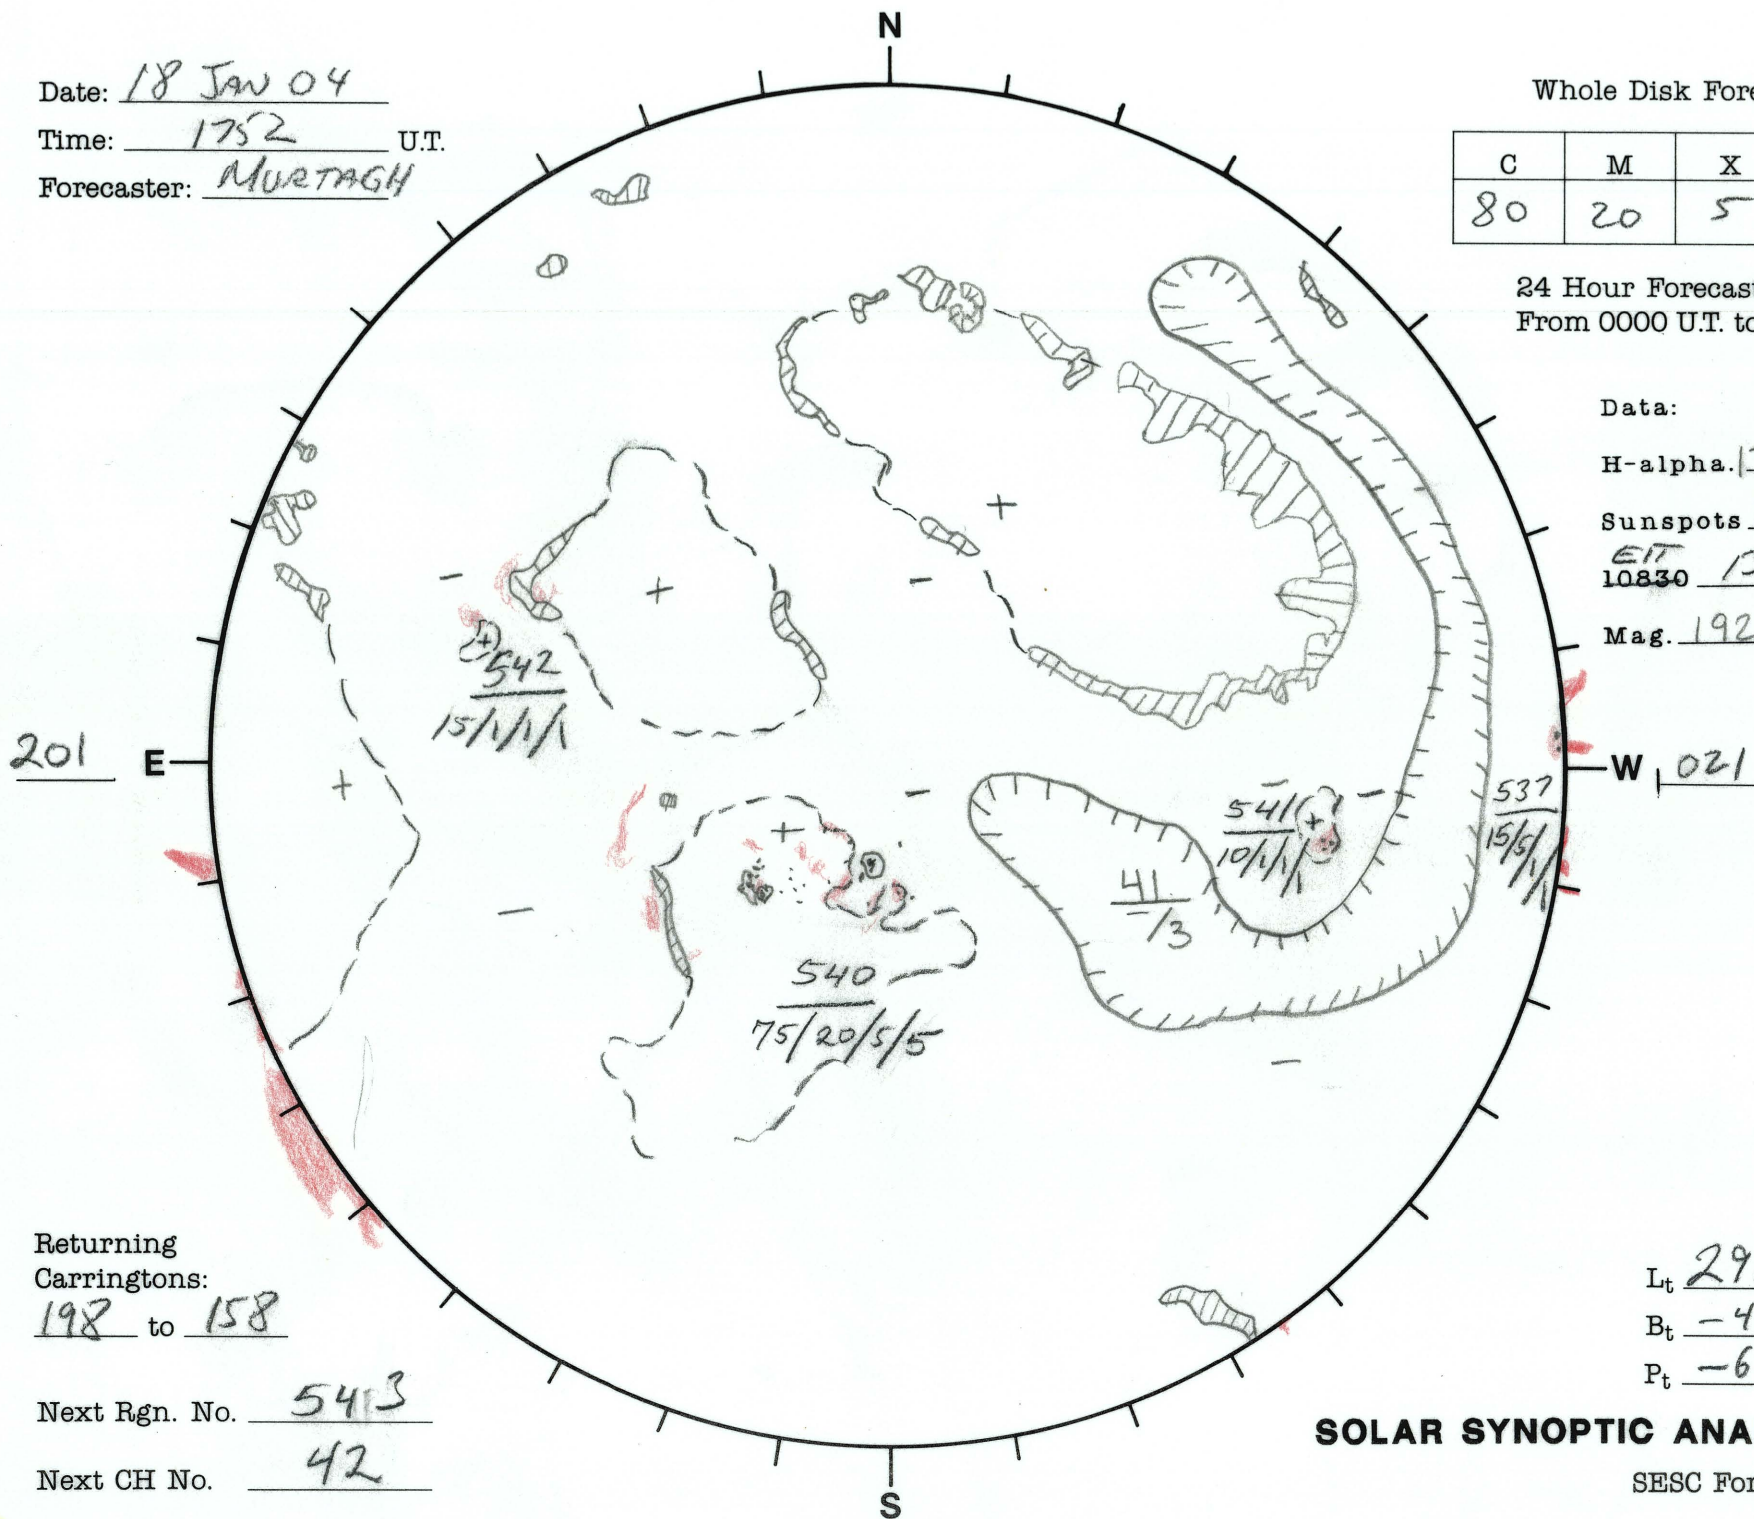 N
Date: 18 JAN 04
Time: 1752 U.T.
Forecaster: MURTAGH
Whole Disk Fore
C M X
80 20 5
24 Hour Forecast
From 0000 U.T. to
Data:
H-alpha.
Sunspots
EIT
10830
Mag. 192
+
+
- + -
+
542
15/1/1/1
201 E
W 021
+
- - -
537
15/5/1/1
541 +
10/1/1/1
+
41
-/3
-
540
75/20/5/5
-
Returning
Carringtons:
198 to 158
Lt 29
Bt -4
Pt -6
Next Rgn. No. 543
Next CH No. 42
SOLAR SYNOPTIC ANA
SESC For
S